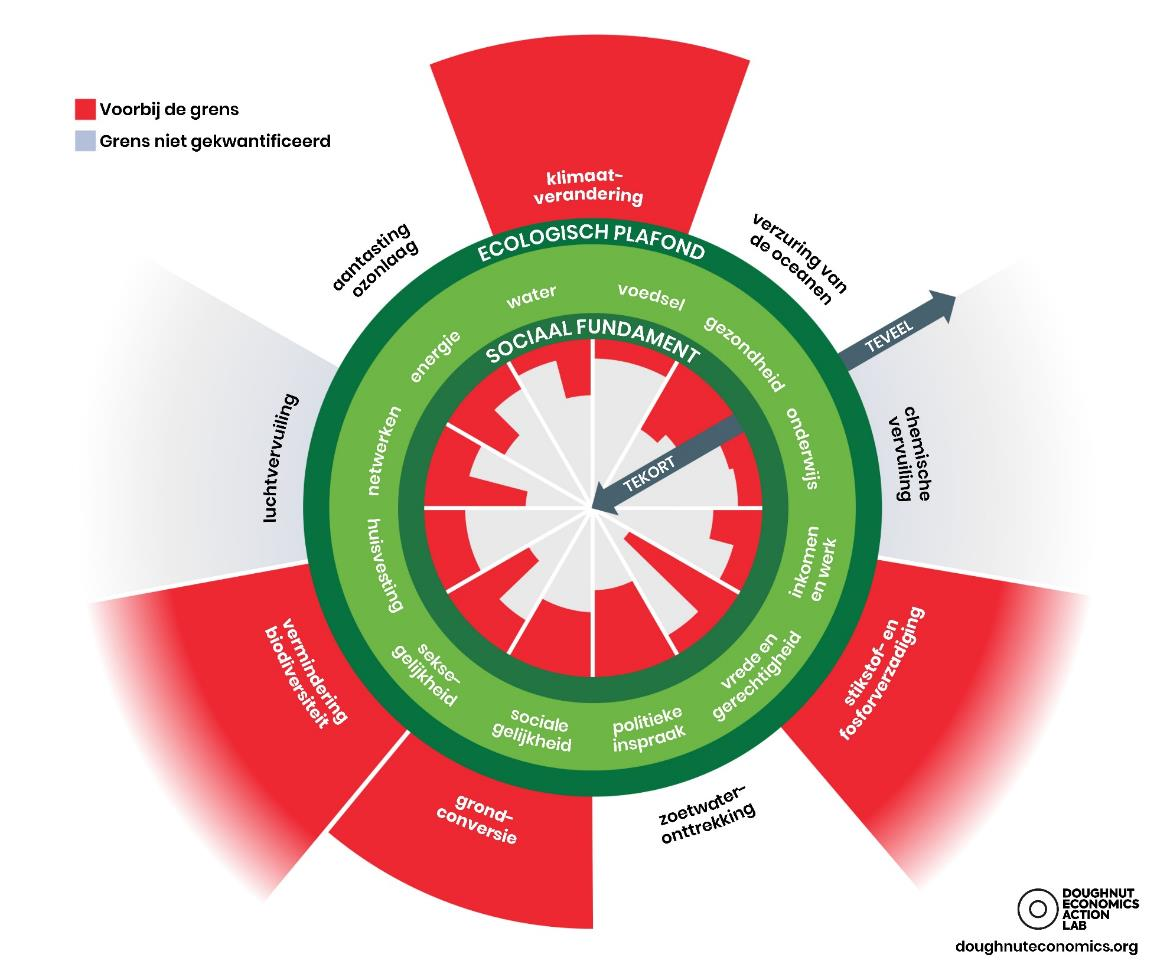 Voorbij de grens
Grens niet gekwantificeerd
klimaat-
verandering
aantasting
ozonlaag
verzuring van
de oceanen
ECOLOGISCH PLAFOND
water
voedsel
energie
gezondheid
SOCIAAL FUNDAMENT
TEVEEL
netwerken
onderwijs
luchtvervuiling
chemische
vervuiling
TEKORT
huisvesting
inkomen
en werk
vermindering
biodiversiteit
sekse-
gelijkheid
vrede en
gerechtigheid
stikstof- en
fosforverzadiging
sociale
gelijkheid
politieke
inspraak
grond-
conversie
zoetwater-
onttrekking
DOUGHNUT
ECONOMICS
ACTION
LAB
doughnuteconomics.org